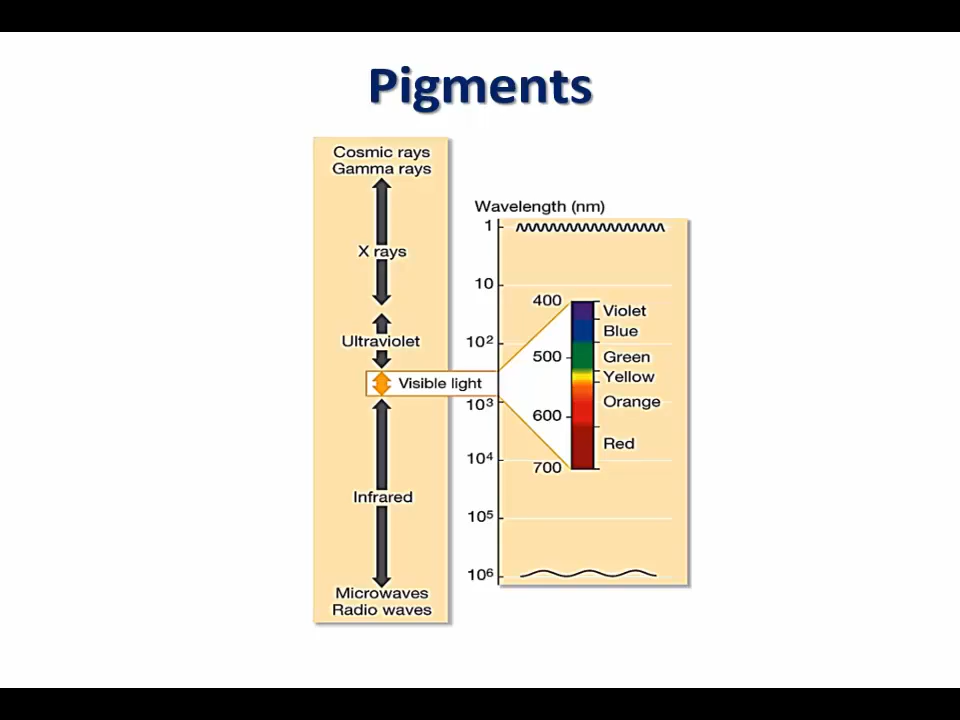 Pigments
Cosmic rays
Gamma rays
X rays
Ultraviolet
Visible light
Infrared
Microwaves
Radio waves
Wavelength (nm)
1
10
10²
10³
10⁴
10⁵
10⁶
400
500
600
700
Violet
Blue
Green
Yellow
Orange
Red